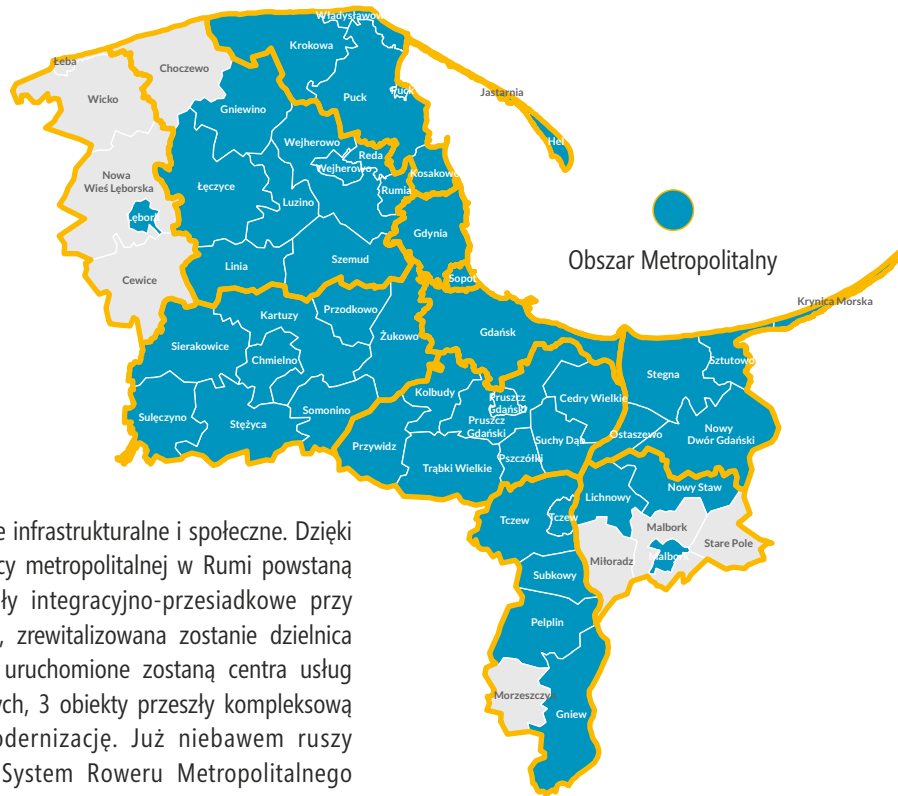 Władysławowo
Łeba
Choczewo
Krokowa
Wicko
Puck
Puck
Jastarnia
Gniewino
Hel
Wejherowo
Reda
Wejherowo
Nowa
Wieś Lęborska
Łęczyce
Kosakowo
Rumia
Luzino
Lębork
Gdynia
Szemud
Linia
Sopot
Cewice
Obszar Metropolitalny
Krynica Morska
Przodkowo
Kartuzy
Gdańsk
Żukowo
Sierakowice
Chmielno
Sztutowo
Stegna
Kolbudy
Pruszcz
Gdański
Cedry Wielkie
Somonino
Sulęczyno
Stężyca
Pruszcz
Gdański
Ostaszewo
Nowy
Dwór Gdański
Suchy Dąb
Przywidz
Pszczółki
Trąbki Wielkie
Nowy Staw
Lichnowy
Tczew
Tczew
Malbork
Stare Pole
Miłoradz
Malbork
Subkowy
Pelplin
Morzeszczyn
Gniew
e infrastrukturalne i społeczne. Dzięki
cy metropolitalnej w Rumi powstaną
ły integracyjno-przesiadkowe przy
, zrewitalizowana zostanie dzielnica
uruchomione zostaną centra usług
ych, 3 obiekty przeszły kompleksową
odernizację. Już niebawem ruszy
System Roweru Metropolitalnego